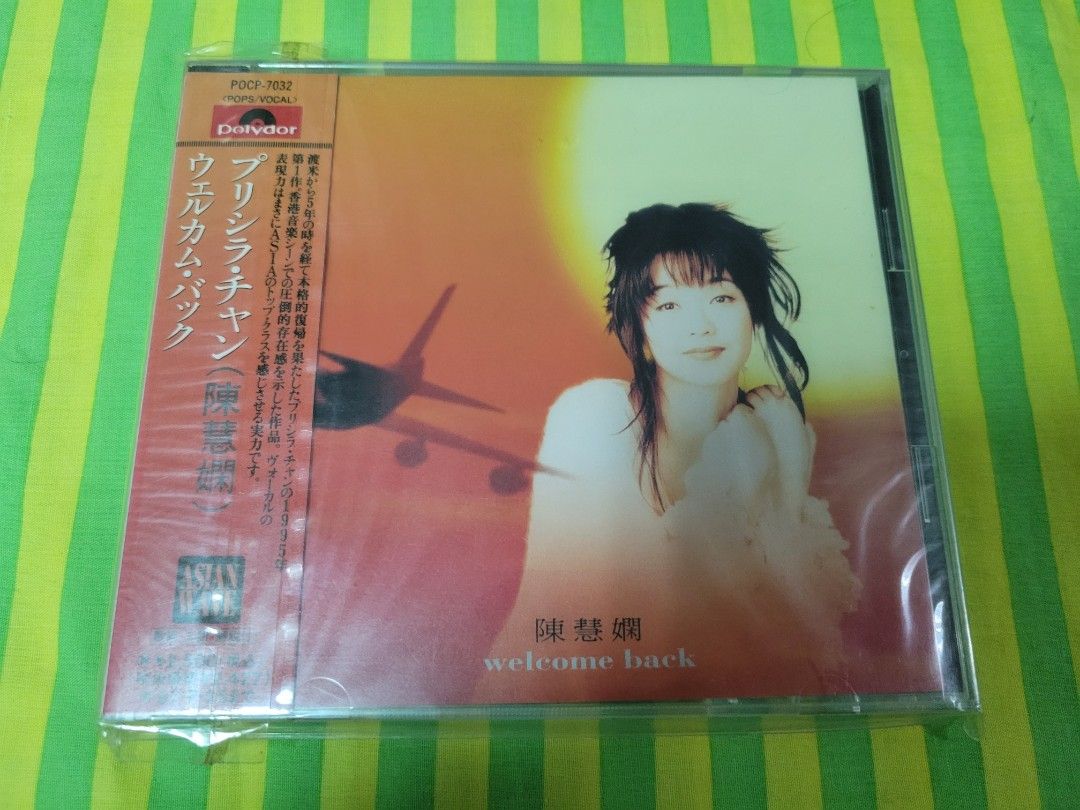 POCP-7032
〈POPS/VOCAL〉
polydor
プリシラ・チャン(陳慧嫻)
ウェルカム・バック
渡米から5年の時を経て本格的復帰を果たしたプリシラ・チャンの1995年
第1作。香港音楽シーンでの圧倒的存在感を示した作品。ヴォーカルの
表現力はまさにASIAのトップ・クラスを感じさせる実力です。
ASIAN
WAVE
陳慧嫻
welcome back